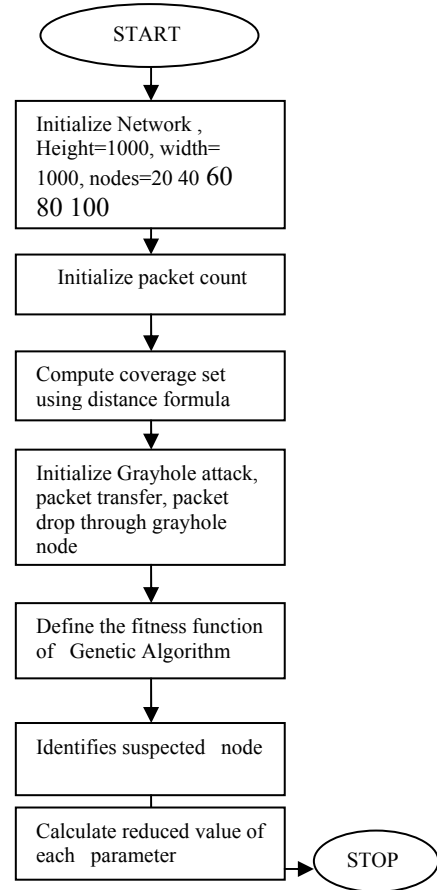 START
Initialize Network ,
Height=1000, width=
1000, nodes=20 40 60
80 100
Initialize packet count
Compute coverage set
using distance formula
Initialize Grayhole attack,
packet transfer, packet
drop through grayhole
node
Define the fitness function
of Genetic Algorithm
Identifies suspected node
Calculate reduced value of
each parameter
STOP